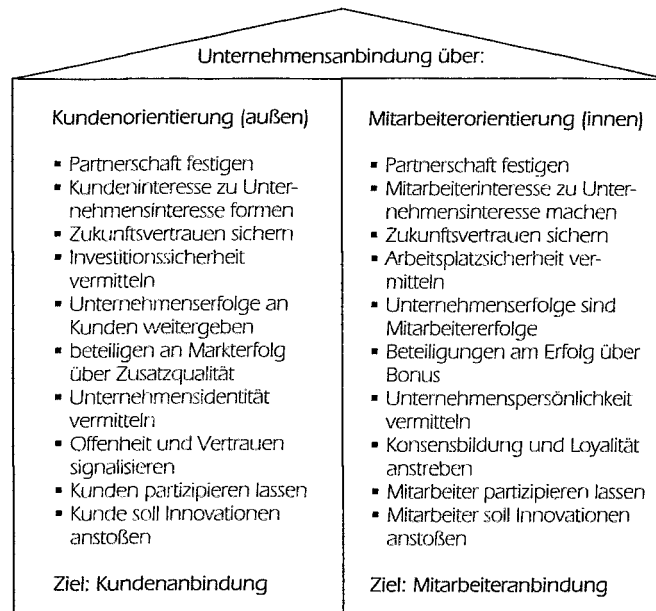 Unternehmensanbindung über:
Kundenorientierung (außen)
▪ Partnerschaft festigen
▪ Kundeninteresse zu Unter-
nehmensinteresse formen
▪ Zukunftsvertrauen sichern
▪ Investitionssicherheit
vermitteln
▪ Unternehmenserfolge an
Kunden weitergeben
▪ beteiligen an Markterfolg
über Zusatzqualität
▪ Unternehmensidentität
vermitteln
▪ Offenheit und Vertrauen
signalisieren
▪ Kunden partizipieren lassen
▪ Kunde soll Innovationen
anstoßen
Ziel: Kundenanbindung
Mitarbeiterorientierung (innen)
▪ Partnerschaft festigen
▪ Mitarbeiterinteresse zu Unter-
nehmensinteresse machen
▪ Zukunftsvertrauen sichern
▪ Arbeitsplatzsicherheit ver-
mitteln
▪ Unternehmenserfolge sind
Mitarbeitererfolge
▪ Beteiligungen am Erfolg über
Bonus
▪ Unternehmenspersönlichkeit
vermitteln
▪ Konsensbildung und Loyalität
anstreben
▪ Mitarbeiter partizipieren lassen
▪ Mitarbeiter soll Innovationen
anstoßen
Ziel: Mitarbeiteranbindung